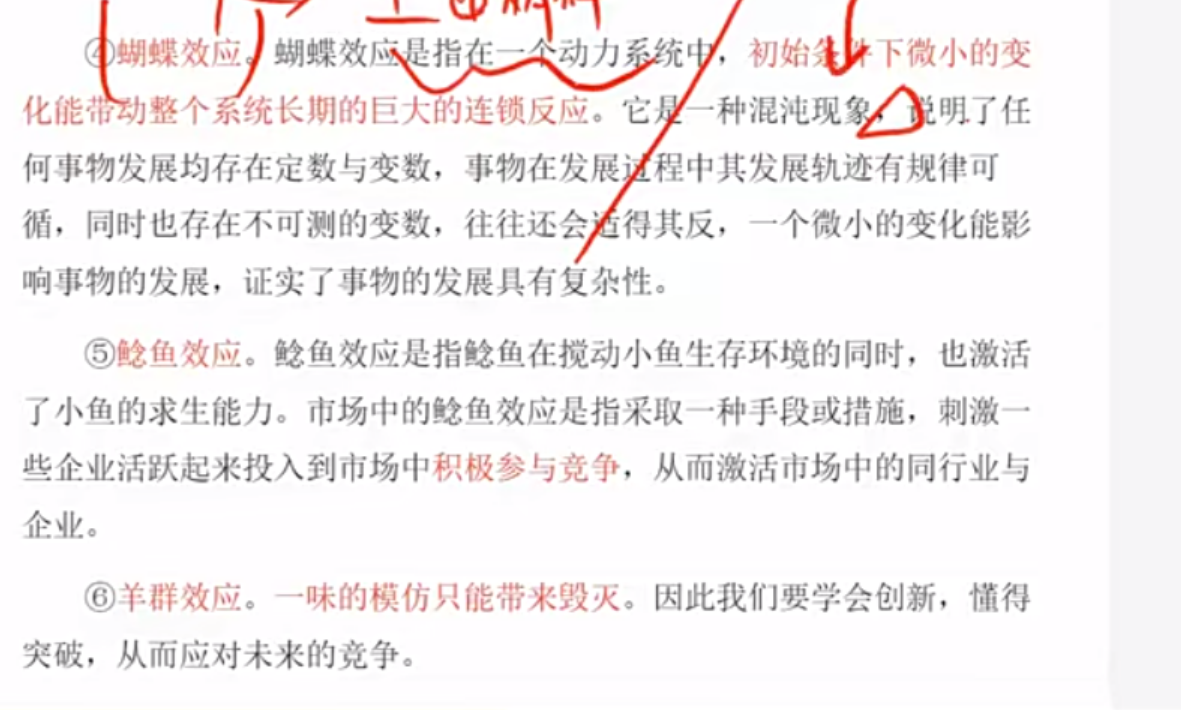 ④蝴蝶效应。蝴蝶效应是指在一个动力系统中，初始条件下微小的变
化能带动整个系统长期的巨大的连锁反应。它是一种混沌现象，说明了任
何事物发展均存在定数与变数，事物在发展过程中其发展轨迹有规律可
循，同时也存在不可测的变数，往往还会适得其反，一个微小的变化能影
响事物的发展，证实了事物的发展具有复杂性。
⑤鲶鱼效应。鲶鱼效应是指鲶鱼在搅动小鱼生存环境的同时，也激活
了小鱼的求生能力。市场中的鲶鱼效应是指采取一种手段或措施，刺激一
些企业活跃起来投入到市场中积极参与竞争，从而激活市场中的同行业与
企业。
⑥羊群效应。一味的模仿只能带来毁灭。因此我们要学会创新，懂得
突破，从而应对未来的竞争。